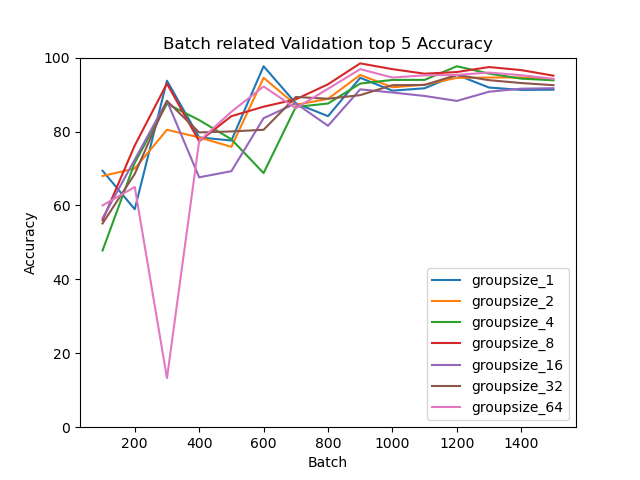 Batch related Validation top 5 Accuracy
100
80
60
40
20
0
Accuracy
200
400
600
800
1000
1200
1400
Batch
groupsize_1
groupsize_2
groupsize_4
groupsize_8
groupsize_16
groupsize_32
groupsize_64